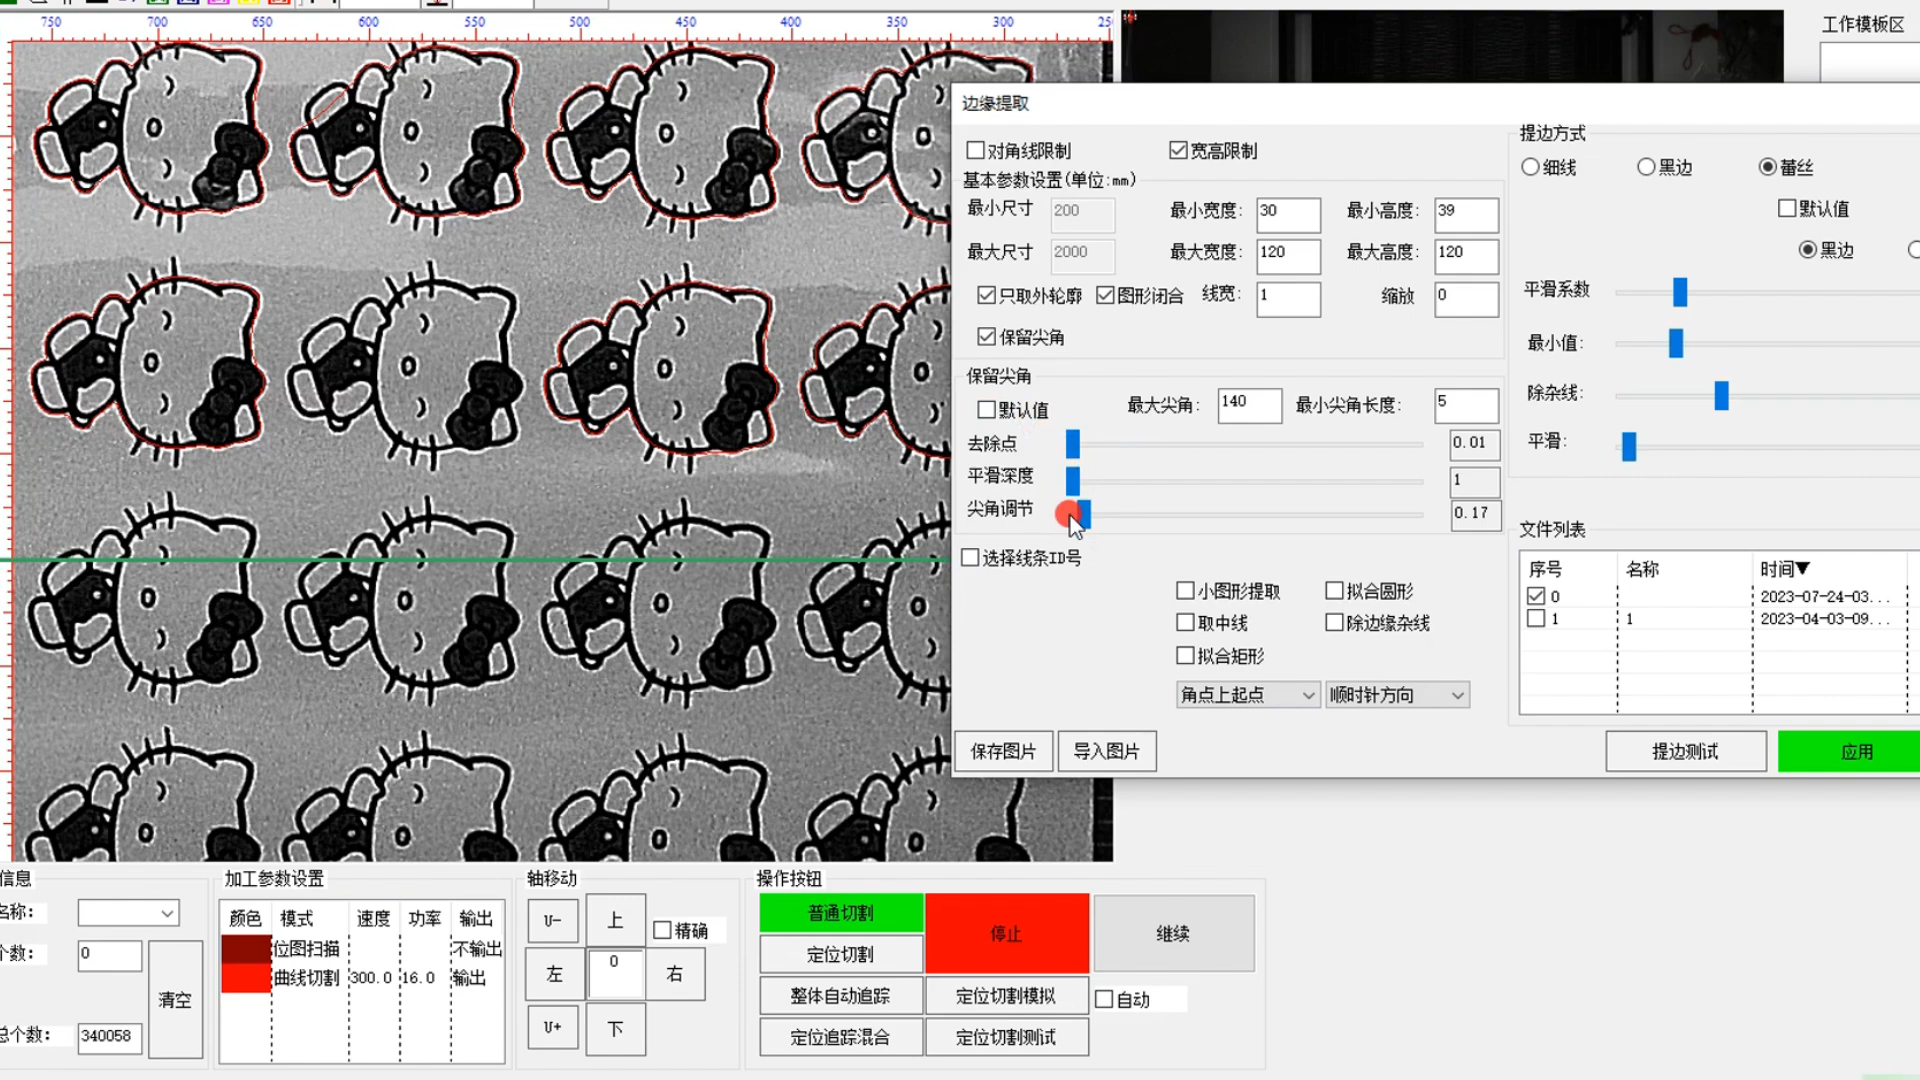 750 700 650 600 550 500 450 400 350 300 25
工作模板区
边缘提取
对角线限制 宽高限制
基本参数设置(单位:mm)
最小尺寸 200 最小宽度: 30 最小高度: 39
最大尺寸 2000 最大宽度: 120 最大高度: 120
只取外轮廓 图形闭合 线宽: 1 缩放 0
保留尖角
保留尖角
默认值 最大尖角: 140 最小尖角长度: 5
去除点 0.01
平滑深度 1
尖角调节 0.17
选择线条ID号
小图形提取 拟合圆形
取中线 除边缘杂线
拟合矩形
角点上起点 顺时针方向
保存图片 导入图片
提边方式
细线 黑边 蕾丝
默认值
黑边
平滑系数
最小值:
除杂线:
平滑:
文件列表
序号 名称 时间▼
0 2023-07-24-03...
1 1 2023-04-03-09...
提边测试 应用
信息
名称:
个数: 0
清空
总个数: 340058
加工参数设置
颜色 模式 速度 功率 输出
位图扫描 不输出
曲线切割 300.0 16.0 输出
轴移动
U- 上 精确
左 0 右
U+ 下
操作按钮
普通切割 停止 继续
定位切割
整体自动追踪 定位切割模拟 自动
定位追踪混合 定位切割测试